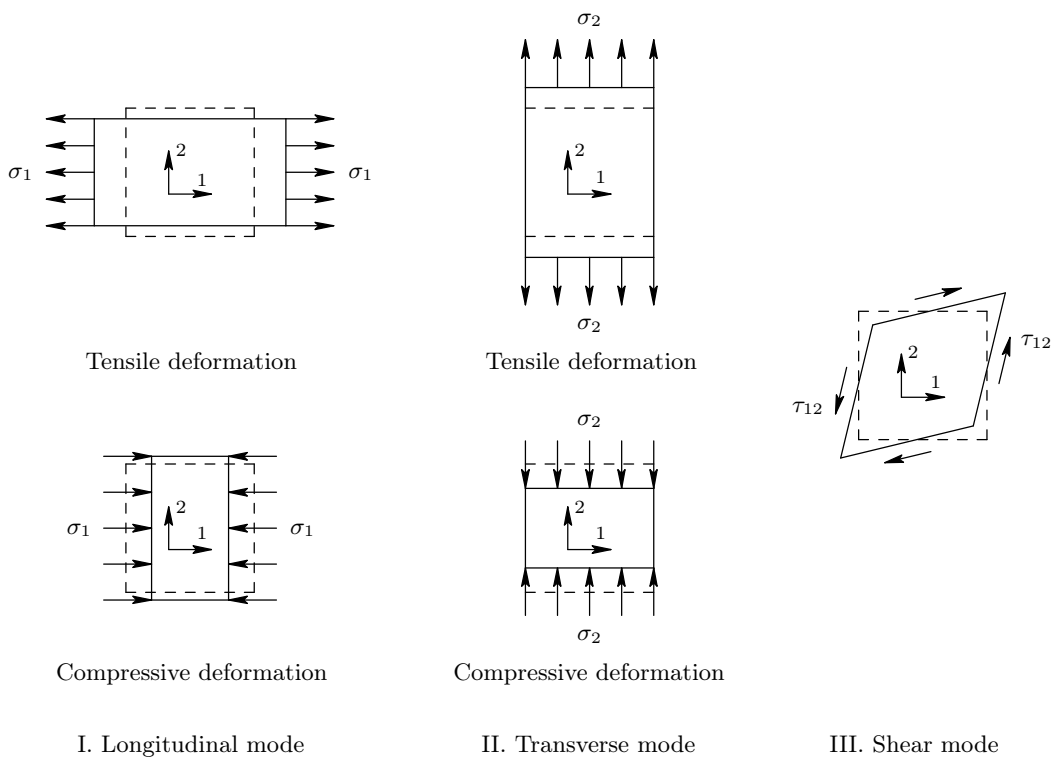 σ2
2
1
σ1
σ1
2
1
σ2
Tensile deformation
Tensile deformation
2
1
τ12
τ12
σ2
2
1
σ1
σ1
2
1
σ2
Compressive deformation
Compressive deformation
I. Longitudinal mode
II. Transverse mode
III. Shear mode